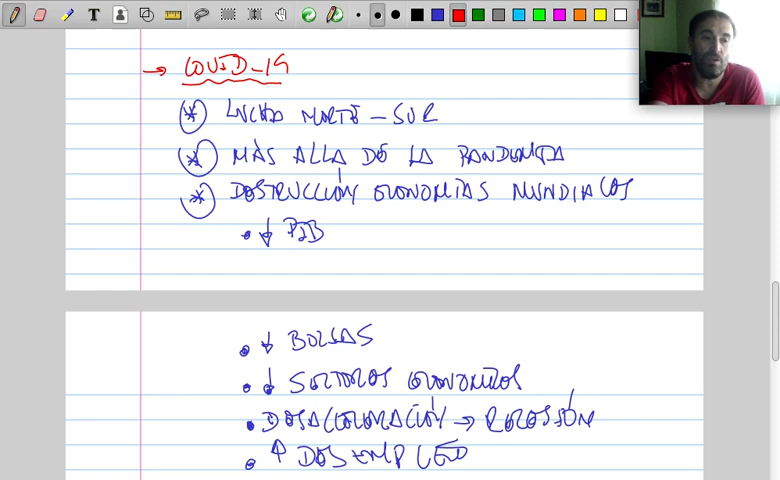 → COVID-19
* LUCHA NORTE-SUR
* MÁS ALLA DE LA PANDEMIA
* DESTRUCCIÓN ECONOMÍAS MUNDIALES
• ↓ PIB
• ↓ BOLSAS
• ↓ SECTORES ECONÓMICOS
• DESACELERACIÓN → RECESIÓN
• ↑ DESEMPLEO